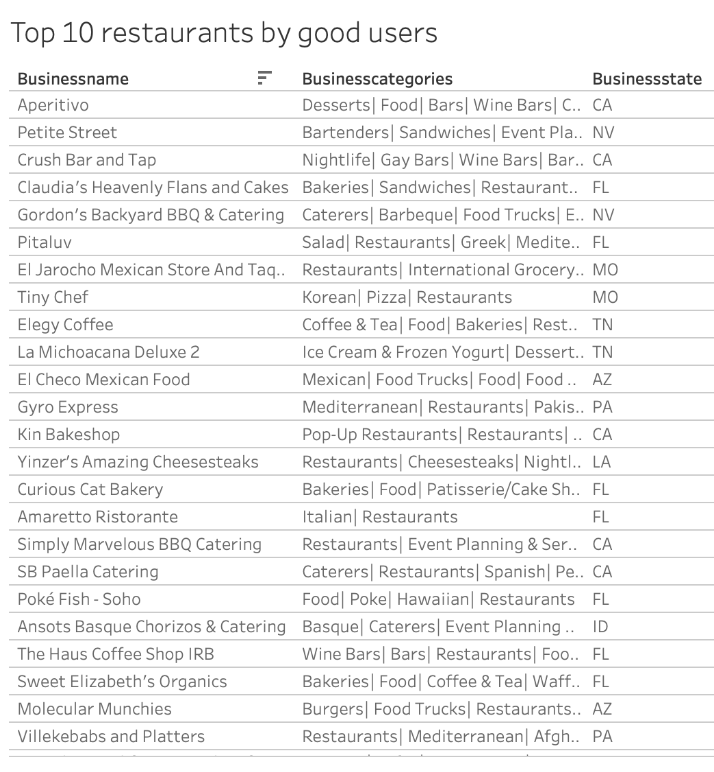 Top 10 restaurants by good users
Businessname Businesscategories Businessstate
Aperitivo Desserts| Food| Bars| Wine Bars| C.. CA
Petite Street Bartenders| Sandwiches| Event Pla.. NV
Crush Bar and Tap Nightlife| Gay Bars| Wine Bars| Bar.. CA
Claudia's Heavenly Flans and Cakes Bakeries| Sandwiches| Restaurant.. FL
Gordon's Backyard BBQ & Catering Caterers| Barbeque| Food Trucks| E.. NV
Pitaluv Salad| Restaurants| Greek| Medite.. FL
El Jarocho Mexican Store And Taq.. Restaurants| International Grocery.. MO
Tiny Chef Korean| Pizza| Restaurants MO
Elegy Coffee Coffee & Tea| Food| Bakeries| Rest.. TN
La Michoacana Deluxe 2 Ice Cream & Frozen Yogurt| Dessert.. TN
El Checo Mexican Food Mexican| Food Trucks| Food| Food .. AZ
Gyro Express Mediterranean| Restaurants| Pakis.. PA
Kin Bakeshop Pop-Up Restaurants| Restaurants| .. CA
Yinzer's Amazing Cheesesteaks Restaurants| Cheesesteaks| Nightl.. LA
Curious Cat Bakery Bakeries| Food| Patisserie/Cake Sh.. FL
Amaretto Ristorante Italian| Restaurants FL
Simply Marvelous BBQ Catering Restaurants| Event Planning & Ser.. CA
SB Paella Catering Caterers| Restaurants| Spanish| Pe.. CA
Poké Fish - Soho Food| Poke| Hawaiian| Restaurants FL
Ansots Basque Chorizos & Catering Basque| Caterers| Event Planning .. ID
The Haus Coffee Shop IRB Wine Bars| Bars| Restaurants| Foo.. FL
Sweet Elizabeth's Organics Bakeries| Food| Coffee & Tea| Waff.. FL
Molecular Munchies Burgers| Food Trucks| Restaurants.. AZ
Villekebabs and Platters Restaurants| Mediterranean| Afgh.. PA